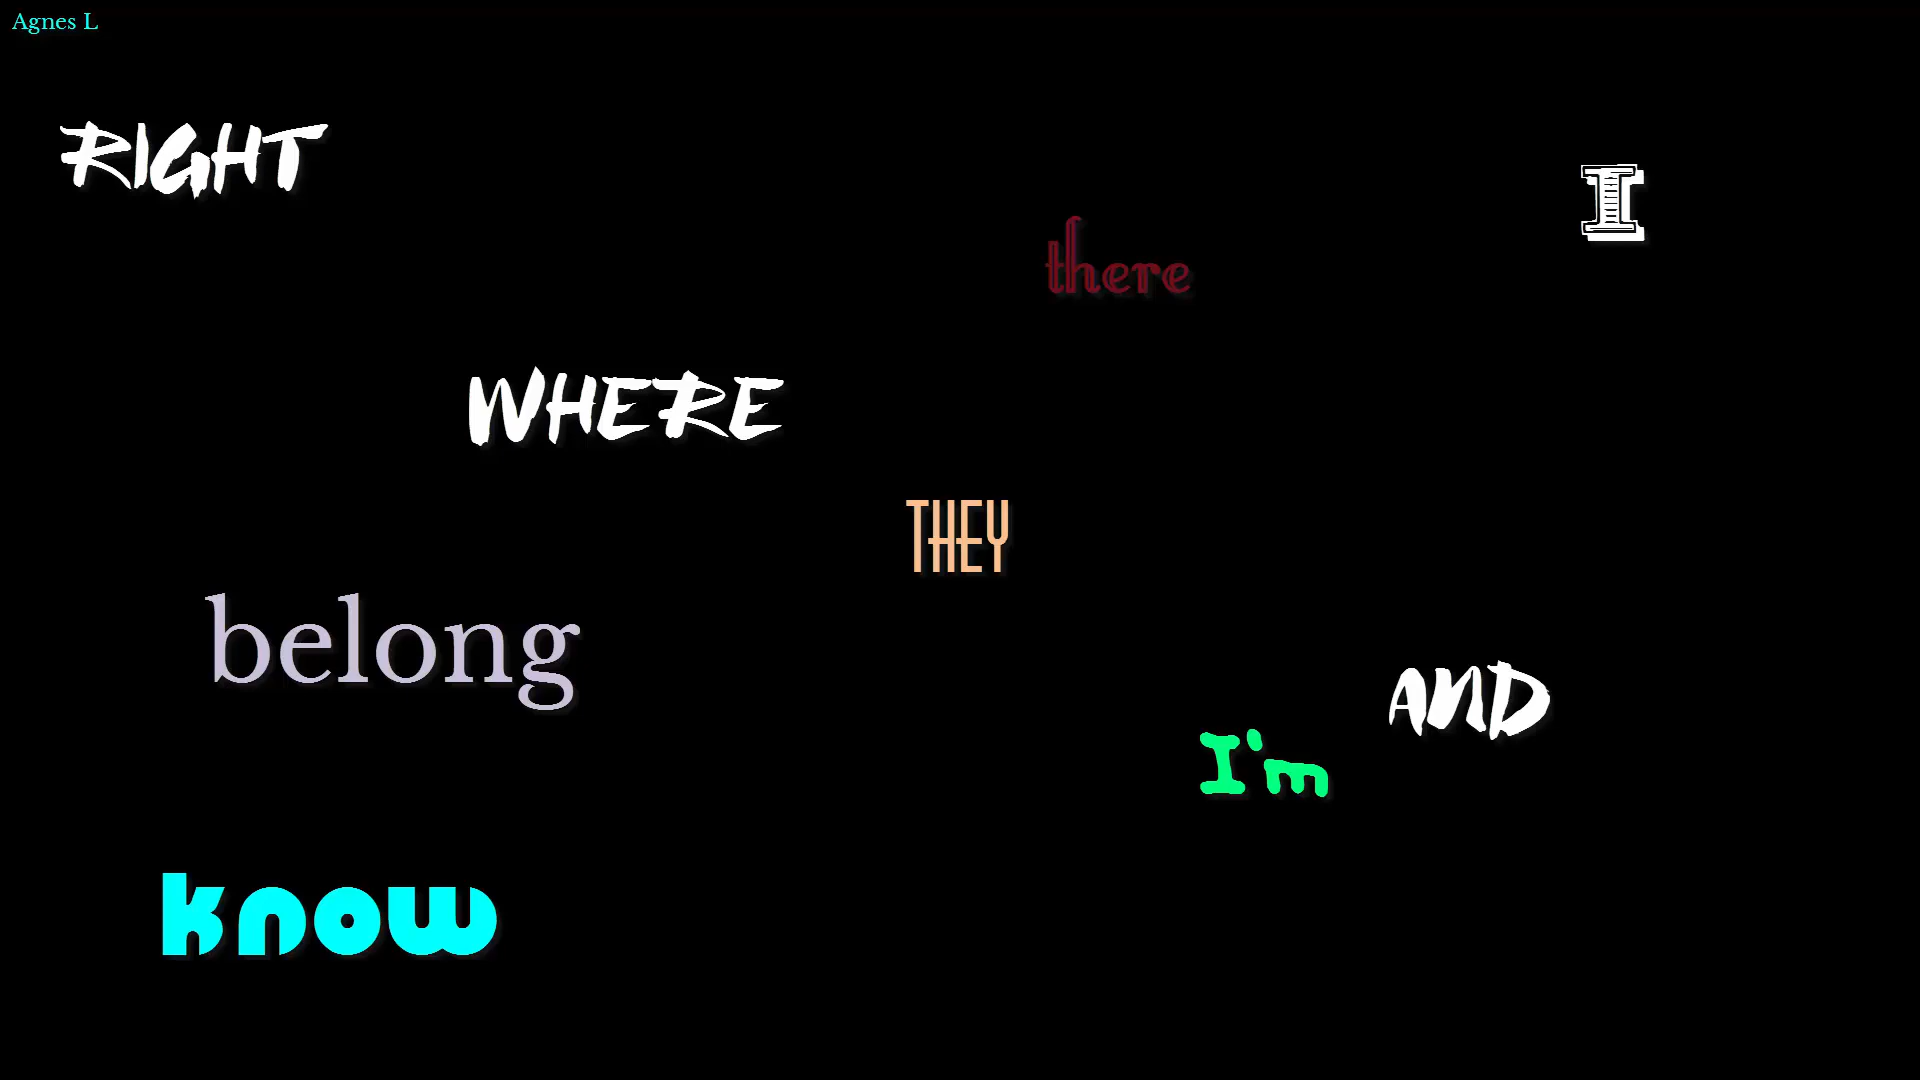 Agnes L
RIGHT
I
there
WHERE
THEY
belong
AND
I'm
know